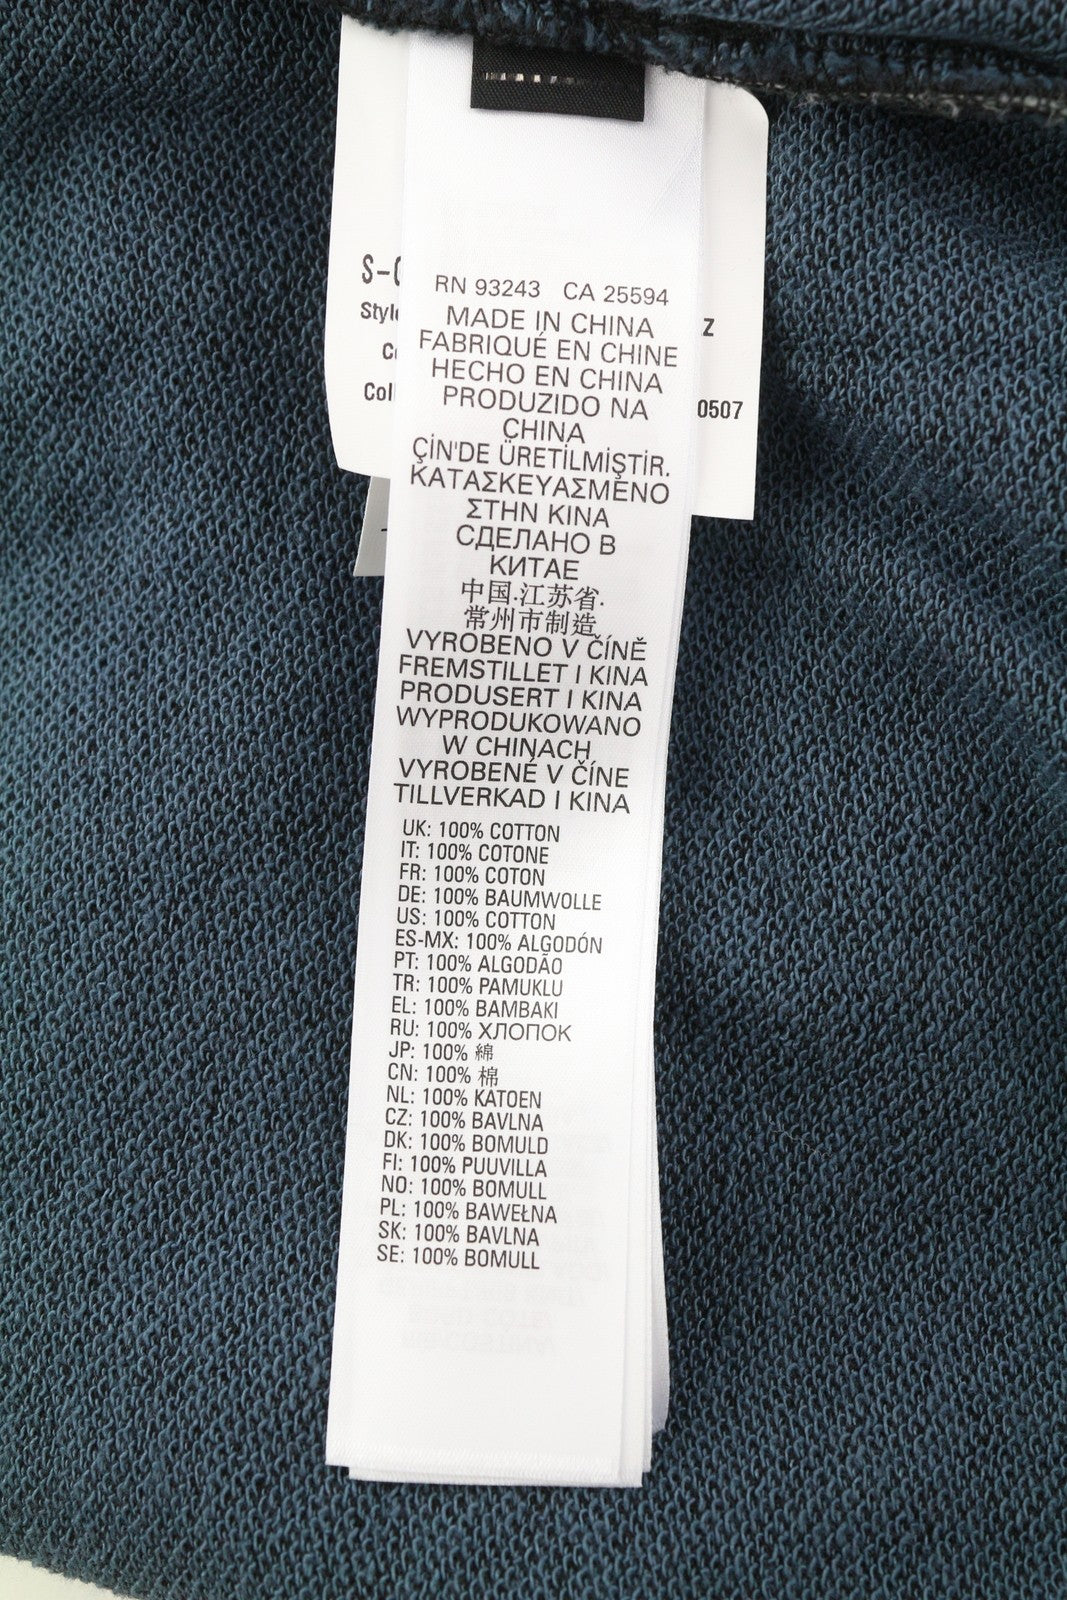 RN 93243 CA 25594
MADE IN CHINA
FABRIQUÉ EN CHINE
HECHO EN CHINA
PRODUZIDO NA
CHINA
ÇİN'DE ÜRETİLMİŞTİR.
ΚΑΤΑΣΚΕΥΑΣΜΕΝΟ
ΣΤΗΝ ΚΙΝΑ
СДЕЛАНО В
КИТАЕ
中国.江苏省.
常州市制造
VYROBENO V ČÍNĚ
FREMSTILLET I KINA
PRODUSERT I KINA
WYPRODUKOWANO
W CHINACH
VYROBENÉ V ČÍNE
TILLVERKAD I KINA
UK: 100% COTTON
IT: 100% COTONE
FR: 100% COTON
DE: 100% BAUMWOLLE
US: 100% COTTON
ES-MX: 100% ALGODÓN
PT: 100% ALGODÃO
TR: 100% PAMUKLU
EL: 100% BAMBAKI
RU: 100% ХЛОПОК
JP: 100% 綿
CN: 100% 棉
NL: 100% KATOEN
CZ: 100% BAVLNA
DK: 100% BOMULD
FI: 100% PUUVILLA
NO: 100% BOMULL
PL: 100% BAWEŁNA
SK: 100% BAVLNA
SE: 100% BOMULL
Z
0507